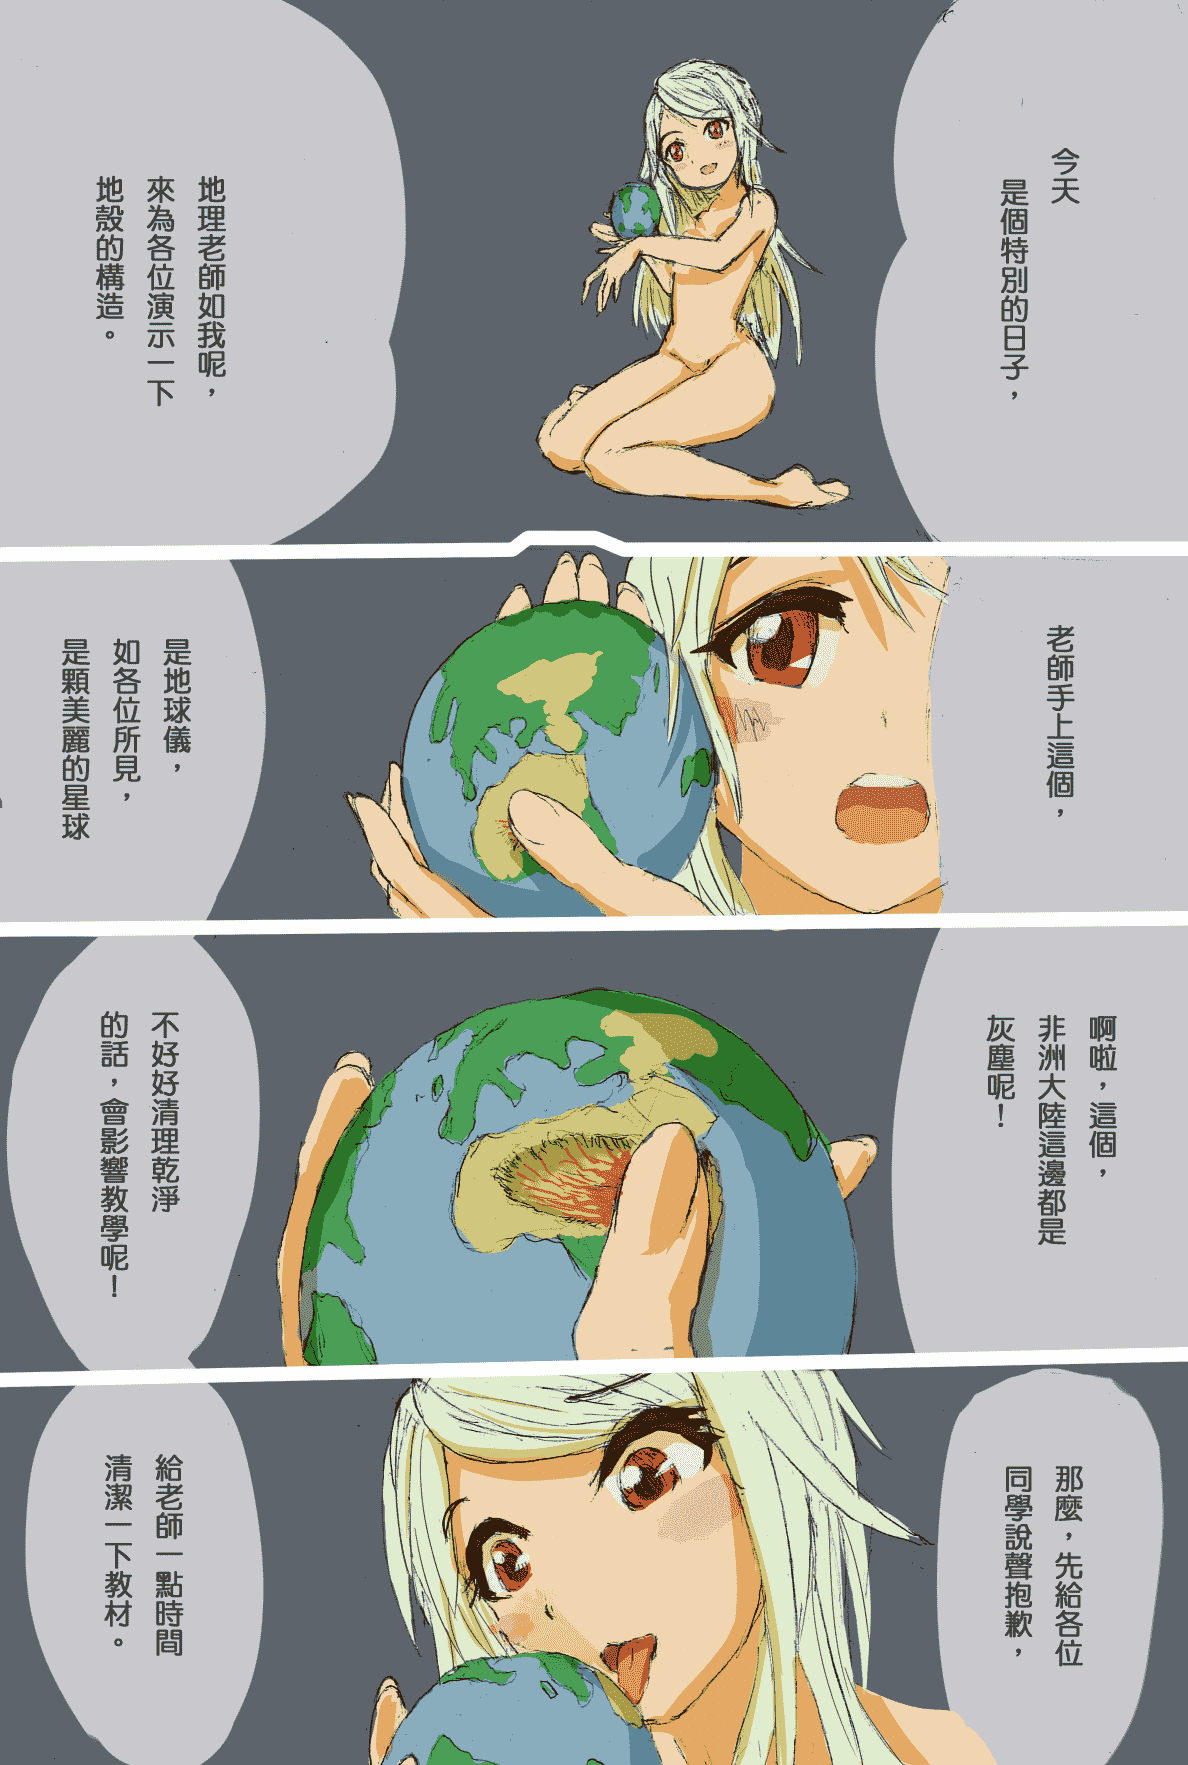 今天
是個特別的日子，
地理老師如我呢，
來為各位演示一下
地殼的構造。
老師手上這個，
是地球儀，
如各位所見，
是顆美麗的星球
啊啦，這個，
非洲大陸這邊都是
灰塵呢！
不好好清理乾淨
的話，會影響教學呢！
那麼，先給各位
同學說聲抱歉，
給老師一點時間
清潔一下教材。